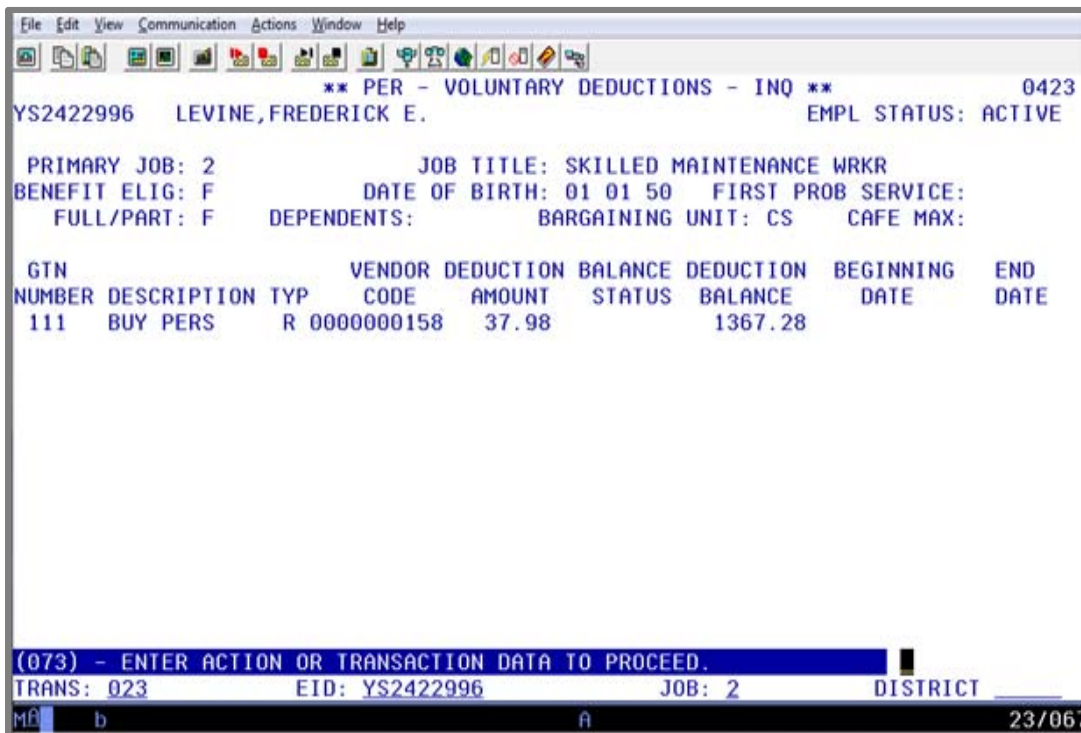 File Edit View Communication Actions Window Help
** PER - VOLUNTARY DEDUCTIONS - INQ ** 0423
YS2422996 LEVINE,FREDERICK E. EMPL STATUS: ACTIVE
PRIMARY JOB: 2 JOB TITLE: SKILLED MAINTENANCE WRKR
BENEFIT ELIG: F DATE OF BIRTH: 01 01 50 FIRST PROB SERVICE:
FULL/PART: F DEPENDENTS: BARGAINING UNIT: CS CAFE MAX:
GTN VENDOR DEDUCTION BALANCE DEDUCTION BEGINNING END
NUMBER DESCRIPTION TYP CODE AMOUNT STATUS BALANCE DATE DATE
111 BUY PERS R 0000000158 37.98 1367.28
(073) - ENTER ACTION OR TRANSACTION DATA TO PROCEED.
TRANS: 023 EID: YS2422996 JOB: 2 DISTRICT _____
MA b A 23/067